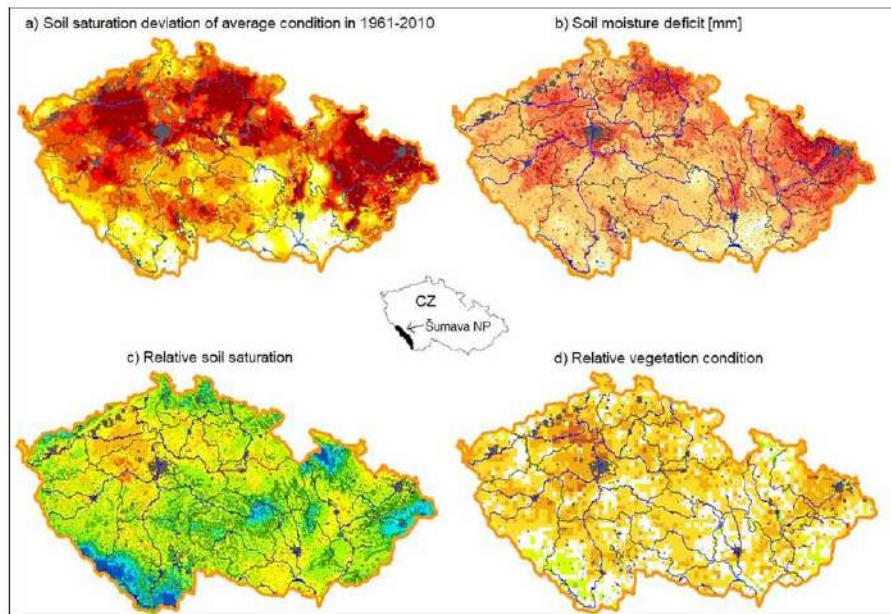 a) Soil saturation deviation of average condition in 1961-2010
b) Soil moisture deficit [mm]
CZ
Šumava NP
c) Relative soil saturation
d) Relative vegetation condition